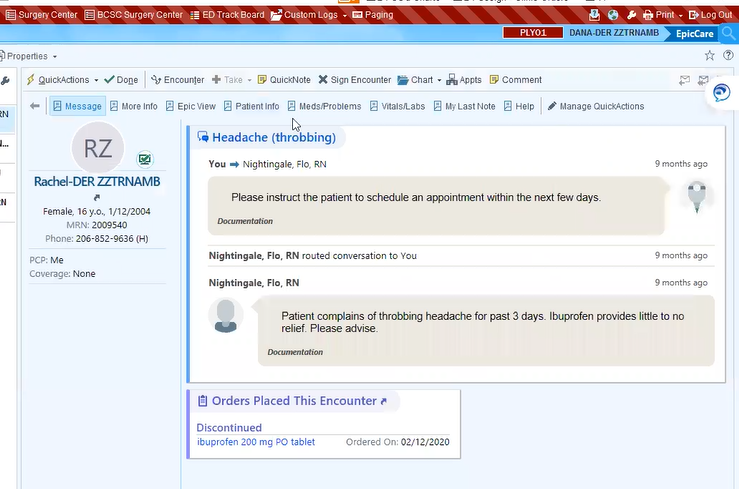 Surgery Center BCSC Surgery Center ED Track Board Custom Logs Paging Print Log Out
PLY01 DANA-DER ZZTRNAMB EpicCare
Properties
QuickActions Done Encounter Take QuickNote Sign Encounter Chart Appts Comment
Message More Info Epic View Patient Info Meds/Problems Vitals/Labs My Last Note Help Manage QuickActions
RN
N...
RN
RZ
Rachel-DER ZZTRNAMB
Female, 16 y.o., 1/12/2004
MRN: 2009540
Phone: 206-852-9636 (H)
PCP: Me
Coverage: None
Headache (throbbing)
You Nightingale, Flo, RN 9 months ago
Please instruct the patient to schedule an appointment within the next few days.
Documentation
Nightingale, Flo, RN routed conversation to You 9 months ago
Nightingale, Flo, RN 9 months ago
Patient complains of throbbing headache for past 3 days. Ibuprofen provides little to no
relief. Please advise.
Documentation
Orders Placed This Encounter
Discontinued
ibuprofen 200 mg PO tablet Ordered On: 02/12/2020